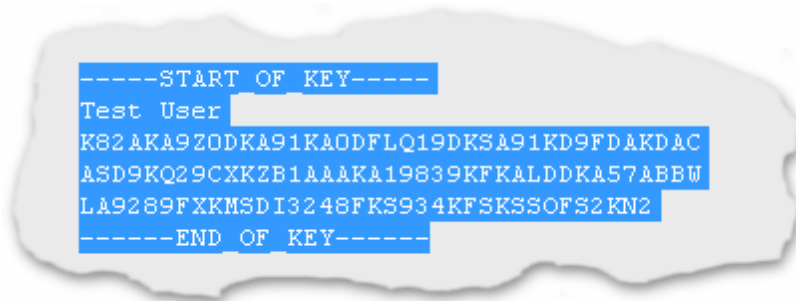 -----START_OF_KEY-----
Test User
K82AKA9ZODKA91KAODFLQ19DKSA91KD9FDAKDAC
ASD9KQ29CXKZB1AAAKA19839KFKALDDKA57ABBW
LA9289FXKMSDI3248FKS934KFSKSSOFS2KN2
------END_OF_KEY------